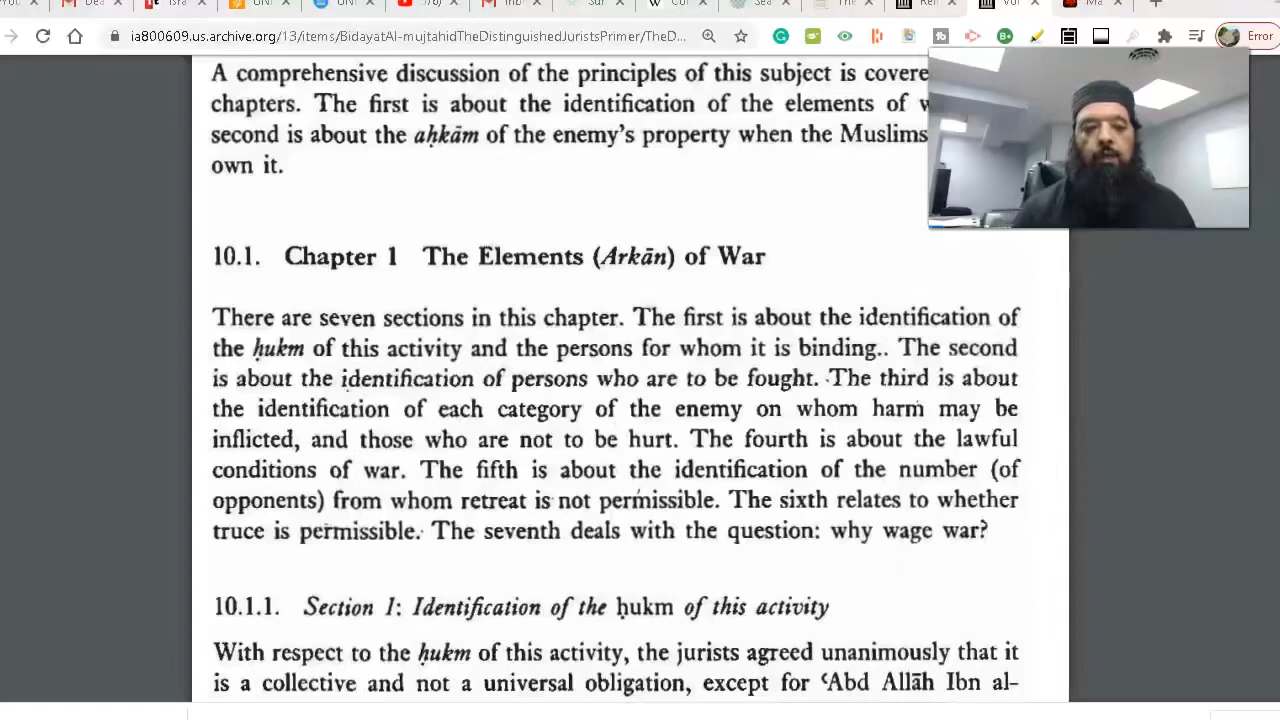 Error
ia800609.us.archive.org/13/items/BidayatAl-mujtahidTheDistinguishedJuristsPrimer/TheD...
A comprehensive discussion of the principles of this subject is covere
chapters. The first is about the identification of the elements of
second is about the aḥkām of the enemy's property when the Muslims
own it.
10.1. Chapter 1 The Elements (Arkān) of War
There are seven sections in this chapter. The first is about the identification of
the ḥukm of this activity and the persons for whom it is binding.. The second
is about the identification of persons who are to be fought. The third is about
the identification of each category of the enemy on whom harm may be
inflicted, and those who are not to be hurt. The fourth is about the lawful
conditions of war. The fifth is about the identification of the number (of
opponents) from whom retreat is not permissible. The sixth relates to whether
truce is permissible. The seventh deals with the question: why wage war?
10.1.1. Section 1: Identification of the ḥukm of this activity
With respect to the ḥukm of this activity, the jurists agreed unanimously that it
is a collective and not a universal obligation, except for ʿAbd Allāh Ibn al-